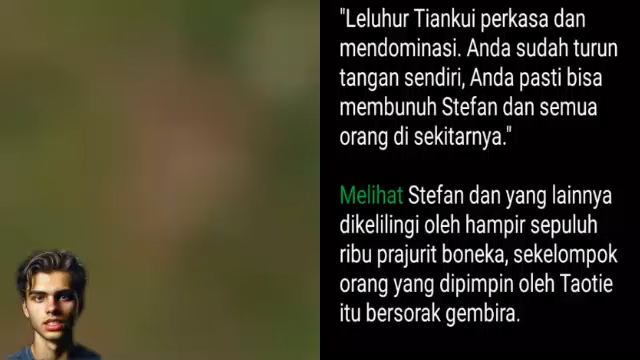 "Leluhur Tiankui perkasa dan
mendominasi. Anda sudah turun
tangan sendiri, Anda pasti bisa
membunuh Stefan dan semua
orang di sekitarnya."
Melihat Stefan dan yang lainnya
dikelilingi oleh hampir sepuluh
ribu prajurit boneka, sekelompok
orang yang dipimpin oleh Taotie
itu bersorak gembira.